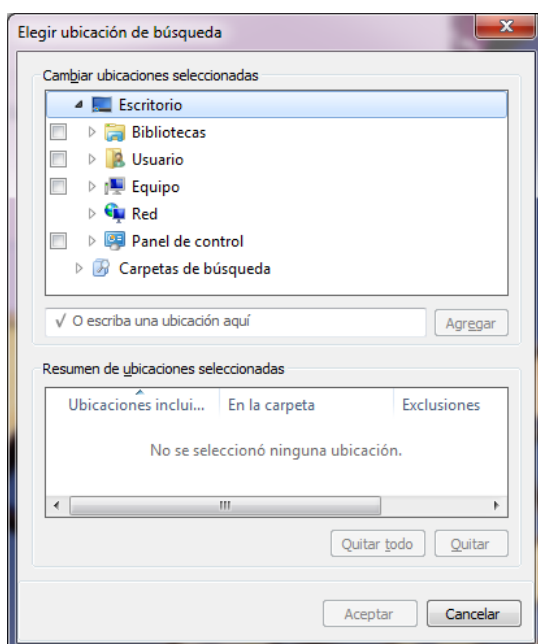 Elegir ubicación de búsqueda
Cambiar ubicaciones seleccionadas
Escritorio
Bibliotecas
Usuario
Equipo
Red
Panel de control
Carpetas de búsqueda
O escriba una ubicación aquí
Agregar
Resumen de ubicaciones seleccionadas
Ubicaciones inclui... En la carpeta Exclusiones
No se seleccionó ninguna ubicación.
Quitar todo Quitar
Aceptar Cancelar